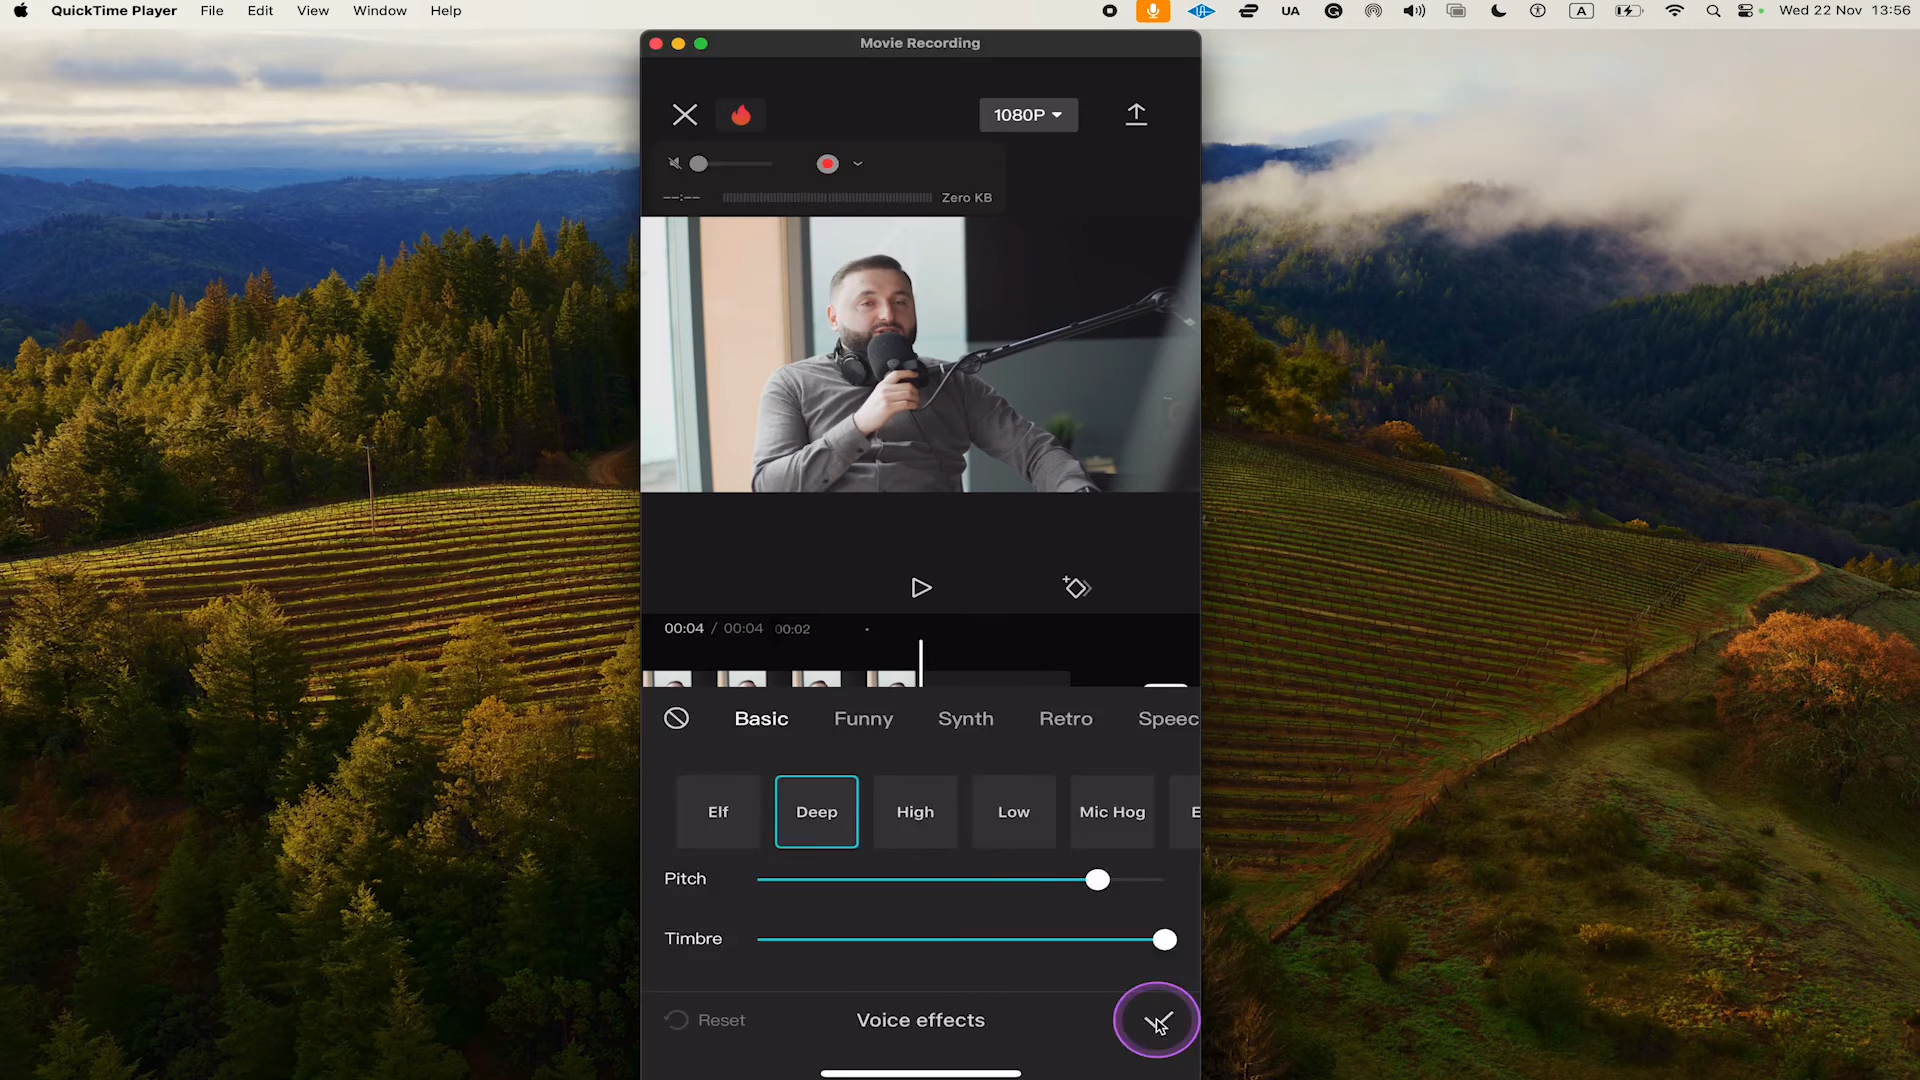 QuickTime Player File Edit View Window Help UA A Wed 22 Nov 13:56
Movie Recording
1080P
--:-- Zero KB
00:04 / 00:04 00:02
Basic Funny Synth Retro Speec
Elf Deep High Low Mic Hog E
Pitch
Timbre
Reset Voice effects